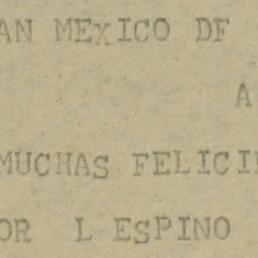 AN MEXICO DF
A
MUCHAS FELICI
OR L ESPINO